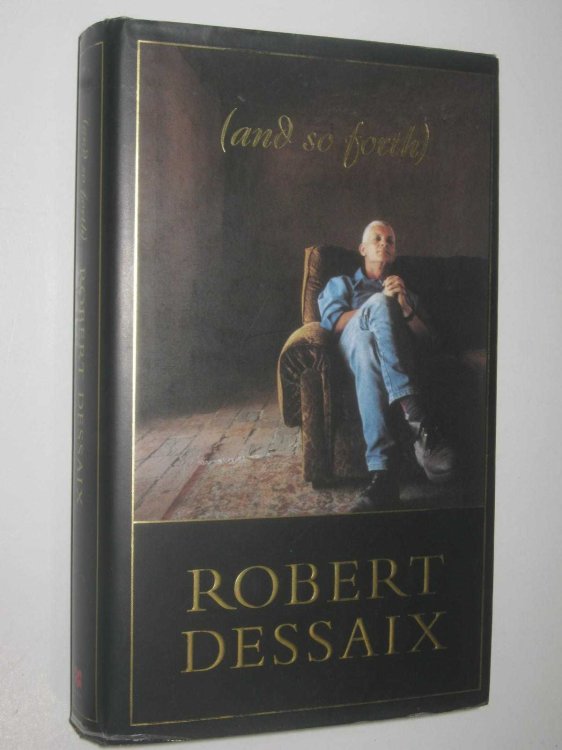 (and so forth)
ROBERT
DESSAIX
(and so forth) ROBERT DESSAIX